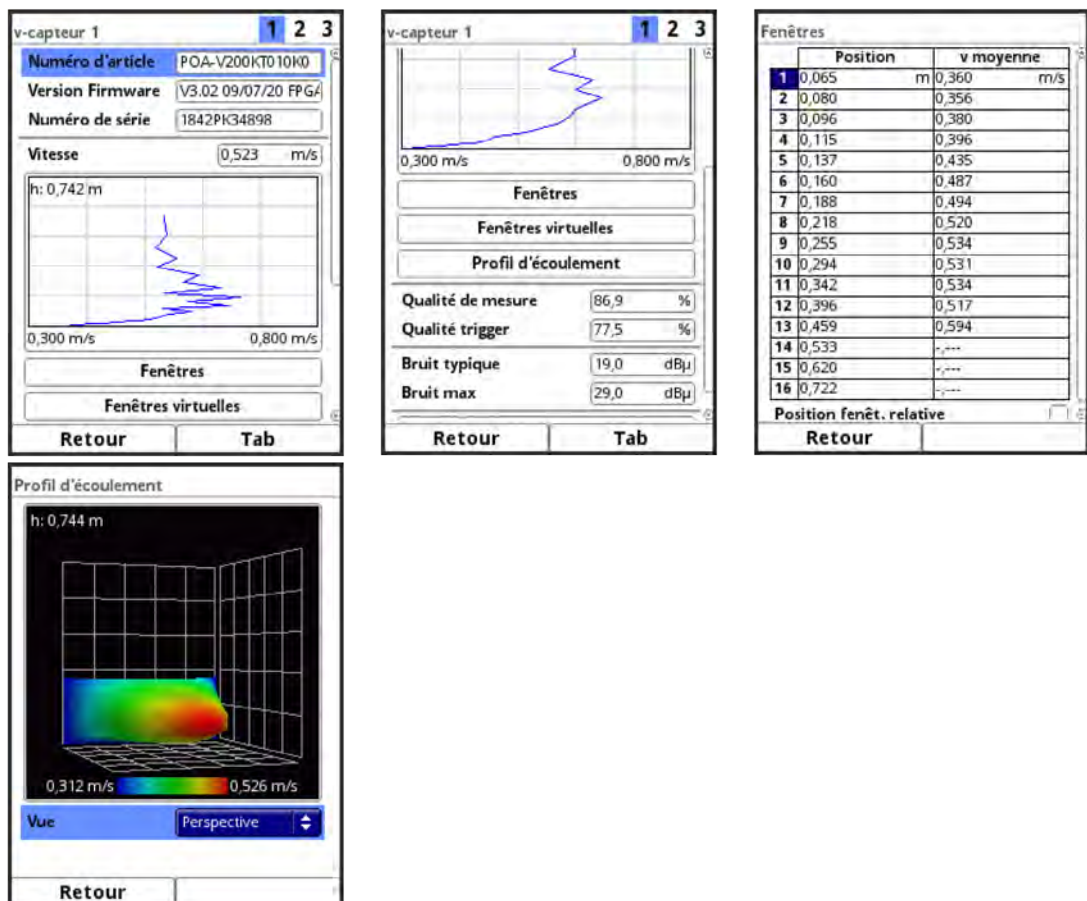 v-capteur 1 1 2 3
Numéro d'article POA-V200KT010K0
Version Firmware V3.02 09/07/20 FPGA
Numéro de série 1842PK34898
Vitesse 0,523 m/s
h: 0,742 m
0,300 m/s 0,800 m/s
Fenêtres
Fenêtres virtuelles
Retour Tab
v-capteur 1 1 2 3
0,300 m/s 0,800 m/s
Fenêtres
Fenêtres virtuelles
Profil d'écoulement
Qualité de mesure 86,9 %
Qualité trigger 77,5 %
Bruit typique 19,0 dBµ
Bruit max 29,0 dBµ
Retour Tab
Fenêtres
Position v moyenne
1 0,065 m 0,360 m/s
2 0,080 0,356
3 0,096 0,380
4 0,115 0,396
5 0,137 0,435
6 0,160 0,487
7 0,188 0,494
8 0,218 0,520
9 0,255 0,534
10 0,294 0,531
11 0,342 0,534
12 0,396 0,517
13 0,459 0,594
14 0,533 -,---
15 0,620 -,---
16 0,722 -,---
Position fenêt. relative
Retour
Profil d'écoulement
h: 0,744 m
0,312 m/s 0,526 m/s
Vue Perspective
Retour